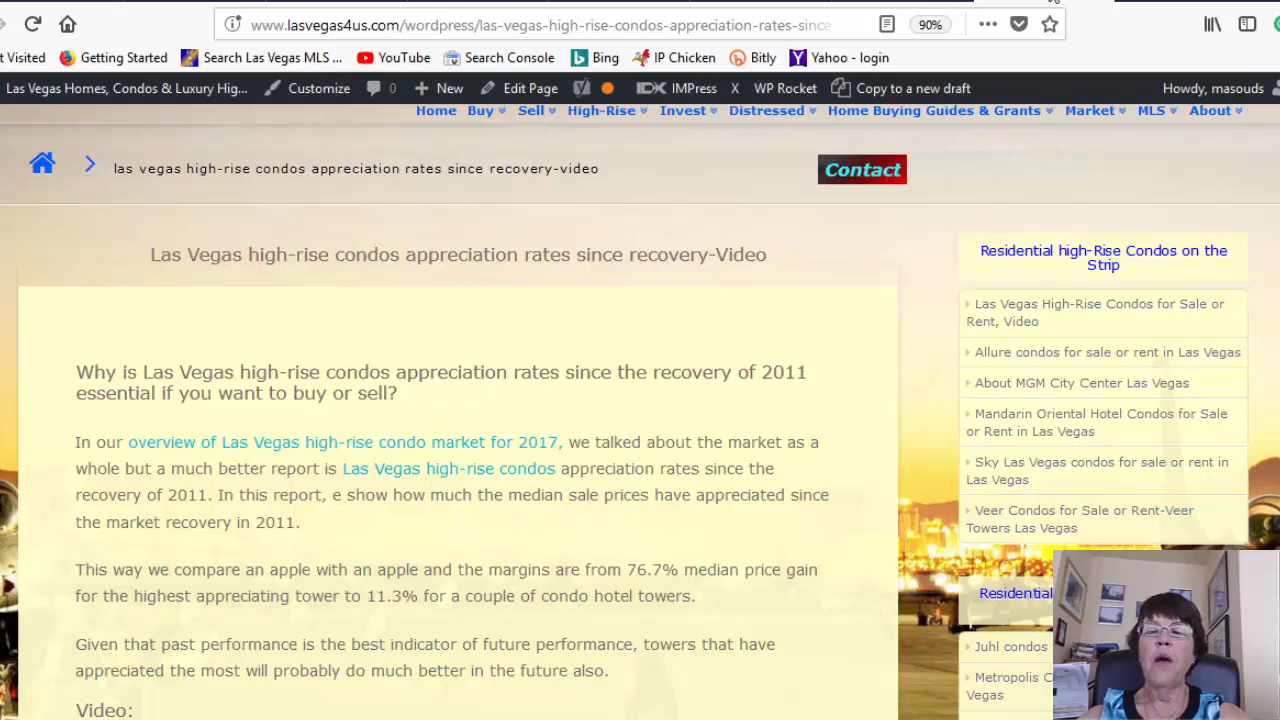 www.lasvegas4us.com/wordpress/las-vegas-high-rise-condos-appreciation-rates-since
90%
t Visited Getting Started Search Las Vegas MLS ... YouTube Search Console Bing IP Chicken Bitly Yahoo - login
Las Vegas Homes, Condos & Luxury Hig... Customize 0 New Edit Page IDX IMPress X WP Rocket Copy to a new draft Howdy, masouds
Home Buy Sell High-Rise Invest Distressed Home Buying Guides & Grants Market MLS About
las vegas high-rise condos appreciation rates since recovery-video
Contact
Las Vegas high-rise condos appreciation rates since recovery-Video
Why is Las Vegas high-rise condos appreciation rates since the recovery of 2011
essential if you want to buy or sell?
In our overview of Las Vegas high-rise condo market for 2017, we talked about the market as a
whole but a much better report is Las Vegas high-rise condos appreciation rates since the
recovery of 2011. In this report, e show how much the median sale prices have appreciated since
the market recovery in 2011.
This way we compare an apple with an apple and the margins are from 76.7% median price gain
for the highest appreciating tower to 11.3% for a couple of condo hotel towers.
Given that past performance is the best indicator of future performance, towers that have
appreciated the most will probably do much better in the future also.
Video:
Residential high-Rise Condos on the
Strip
Las Vegas High-Rise Condos for Sale or
Rent, Video
Allure condos for sale or rent in Las Vegas
About MGM City Center Las Vegas
Mandarin Oriental Hotel Condos for Sale
or Rent in Las Vegas
Sky Las Vegas condos for sale or rent in
Las Vegas
Veer Condos for Sale or Rent-Veer
Towers Las Vegas
Residential
Juhl condos
Metropolis C
Vegas